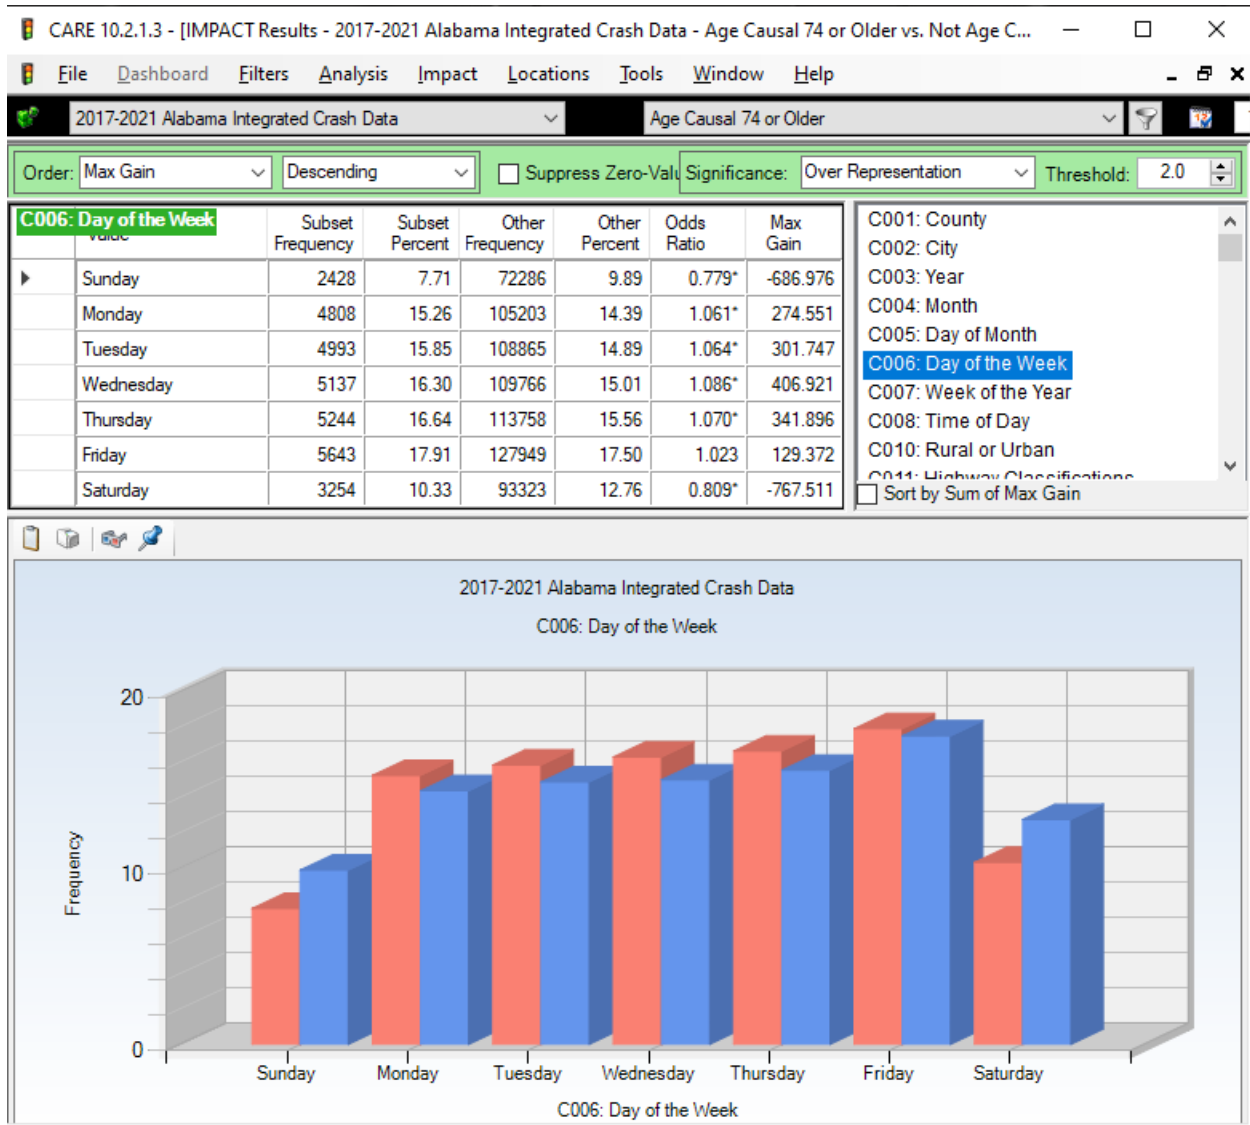 CARE 10.2.1.3 - [IMPACT Results - 2017-2021 Alabama Integrated Crash Data - Age Causal 74 or Older vs. Not Age C...
File Dashboard Filters Analysis Impact Locations Tools Window Help
2017-2021 Alabama Integrated Crash Data Age Causal 74 or Older
Order: Max Gain Descending Suppress Zero-Valu Significance: Over Representation Threshold: 2.0
C006: Day of the Week Subset Frequency Subset Percent Other Frequency Other Percent Odds Ratio Max Gain
Sunday 2428 7.71 72286 9.89 0.779* -686.976
Monday 4808 15.26 105203 14.39 1.061* 274.551
Tuesday 4993 15.85 108865 14.89 1.064* 301.747
Wednesday 5137 16.30 109766 15.01 1.086* 406.921
Thursday 5244 16.64 113758 15.56 1.070* 341.896
Friday 5643 17.91 127949 17.50 1.023 129.372
Saturday 3254 10.33 93323 12.76 0.809* -767.511
C001: County
C002: City
C003: Year
C004: Month
C005: Day of Month
C006: Day of the Week
C007: Week of the Year
C008: Time of Day
C010: Rural or Urban
C011: Highway Classifications
Sort by Sum of Max Gain
2017-2021 Alabama Integrated Crash Data
C006: Day of the Week
20
10
0
Frequency
Sunday Monday Tuesday Wednesday Thursday Friday Saturday
C006: Day of the Week